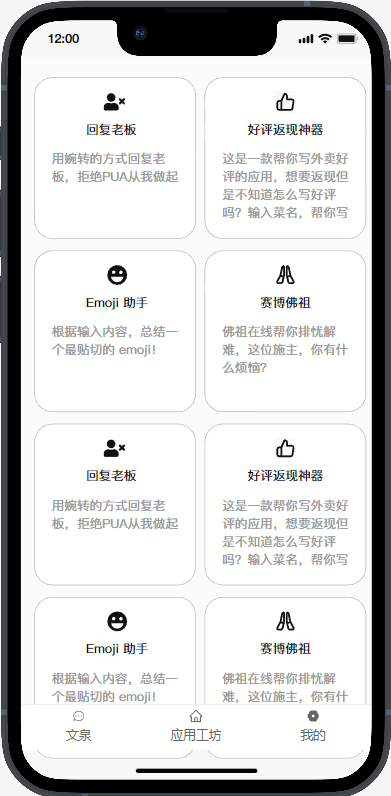 12:00
回复老板
用婉转的方式回复老
板，拒绝PUA从我做起
好评返现神器
这是一款帮你写外卖好
评的应用，想要返现但
是不知道怎么写好评
吗？输入菜名，帮你写
Emoji 助手
根据输入内容，总结一
个最贴切的 emoji！
赛博佛祖
佛祖在线帮你排忧解
难，这位施主，你有什
么烦恼？
回复老板
用婉转的方式回复老
板，拒绝PUA从我做起
好评返现神器
这是一款帮你写外卖好
评的应用，想要返现但
是不知道怎么写好评
吗？输入菜名，帮你写
Emoji 助手
根据输入内容，总结一
个最贴切的 emoji！
赛博佛祖
佛祖在线帮你排忧解
难，这位施主，你有什
文泉
应用工坊
我的